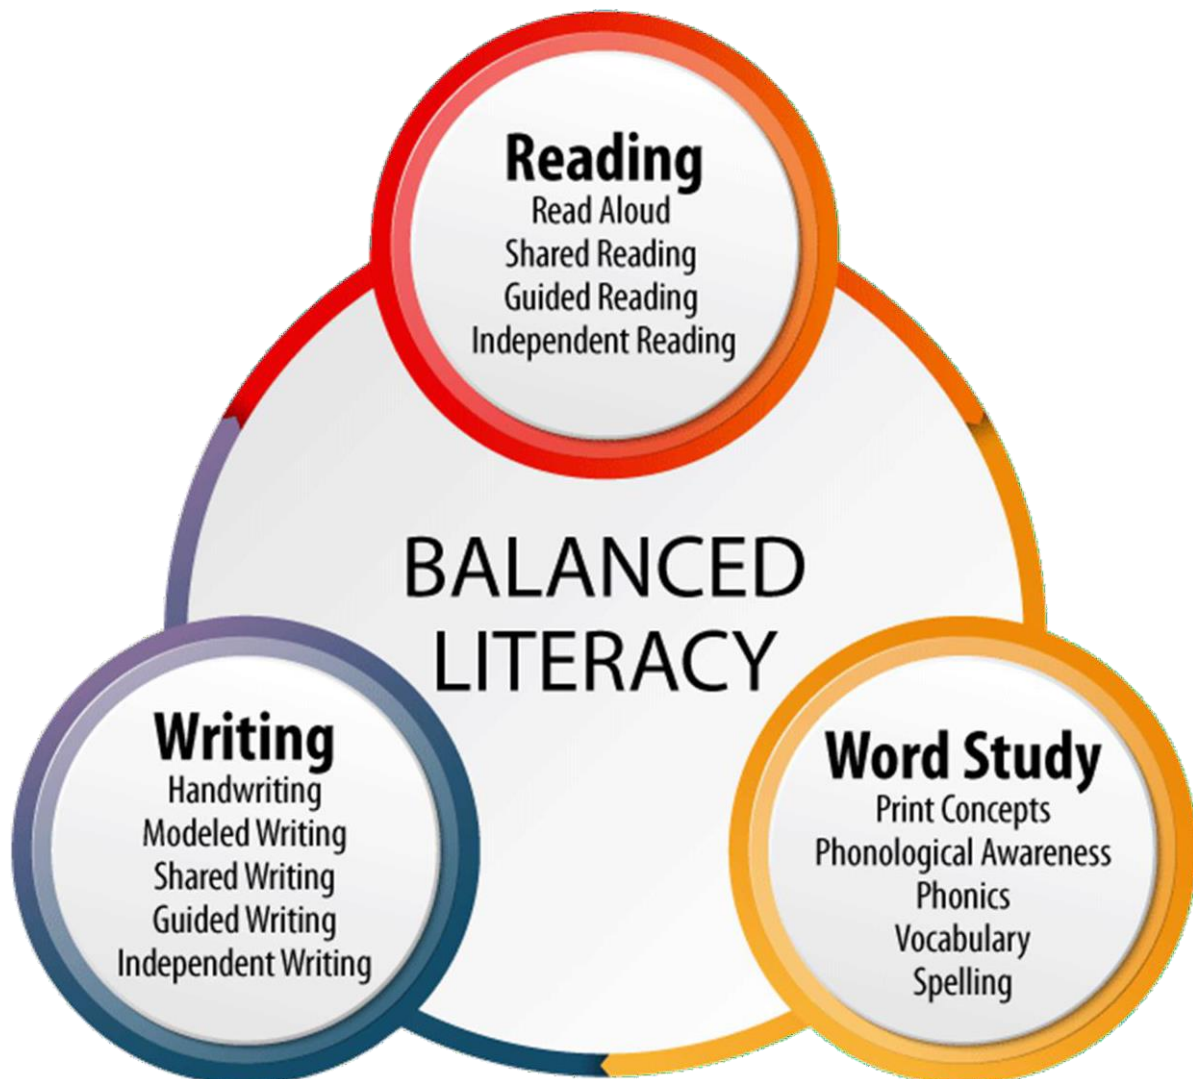 Reading
Read Aloud
Shared Reading
Guided Reading
Independent Reading
BALANCED
LITERACY
Writing
Handwriting
Modeled Writing
Shared Writing
Guided Writing
Independent Writing
Word Study
Print Concepts
Phonological Awareness
Phonics
Vocabulary
Spelling